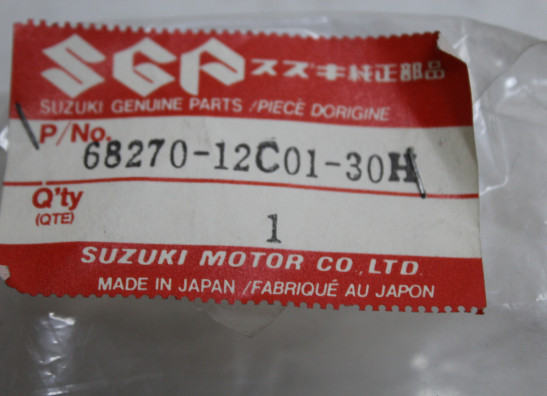 SGP スズキ純正部品
SUZUKI GENUINE PARTS /PIÈCE DORIGINE
P/No.
68270-12C01-30H
Q'ty
(QTE)
1
SUZUKI MOTOR CO.,LTD.
MADE IN JAPAN /FABRIQUÉ AU JAPON